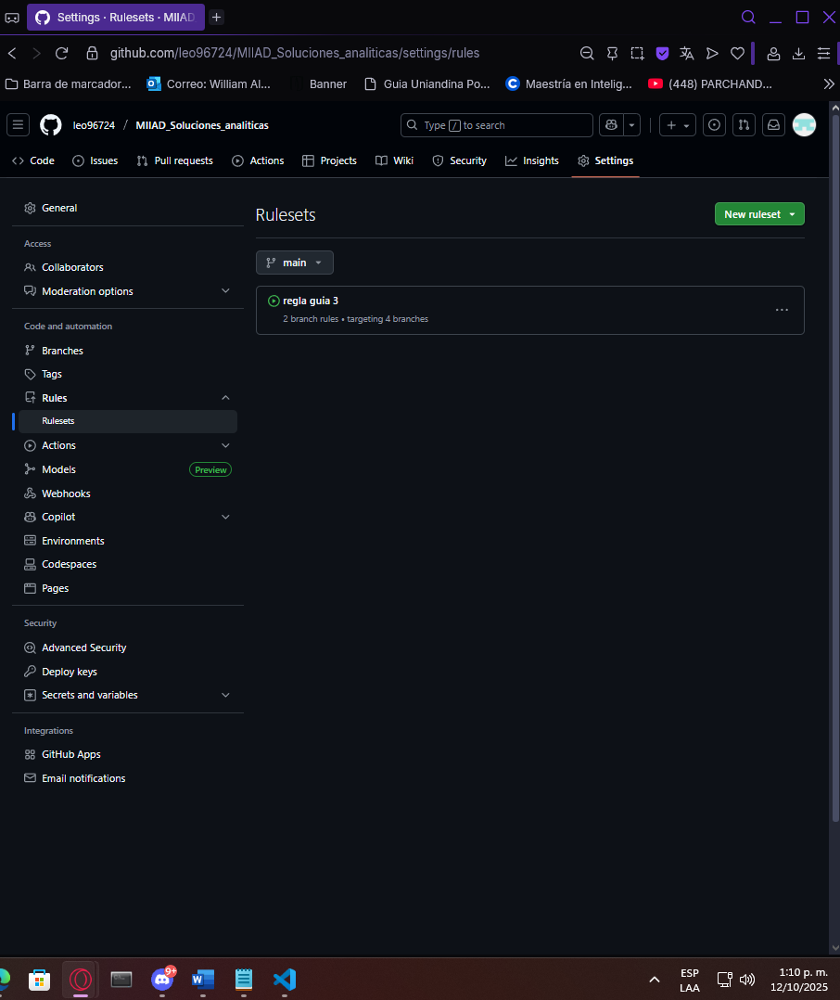 Settings · Rulesets · MIIAD
github.com/leo96724/MIIAD_Soluciones_analiticas/settings/rules
Barra de marcador...
Correo: William Al...
Banner
Guia Uniandina Po...
Maestría en Intelig...
(448) PARCHAND...
leo96724 / MIIAD_Soluciones_analiticas
Type / to search
Code
Issues
Pull requests
Actions
Projects
Wiki
Security
Insights
Settings
General
Access
Collaborators
Moderation options
Code and automation
Branches
Tags
Rules
Rulesets
Actions
Models
Preview
Webhooks
Copilot
Environments
Codespaces
Pages
Security
Advanced Security
Deploy keys
Secrets and variables
Integrations
GitHub Apps
Email notifications
Rulesets
New ruleset
main
regla guia 3
2 branch rules • targeting 4 branches
9+
ESP
LAA
1:10 p. m.
12/10/2025